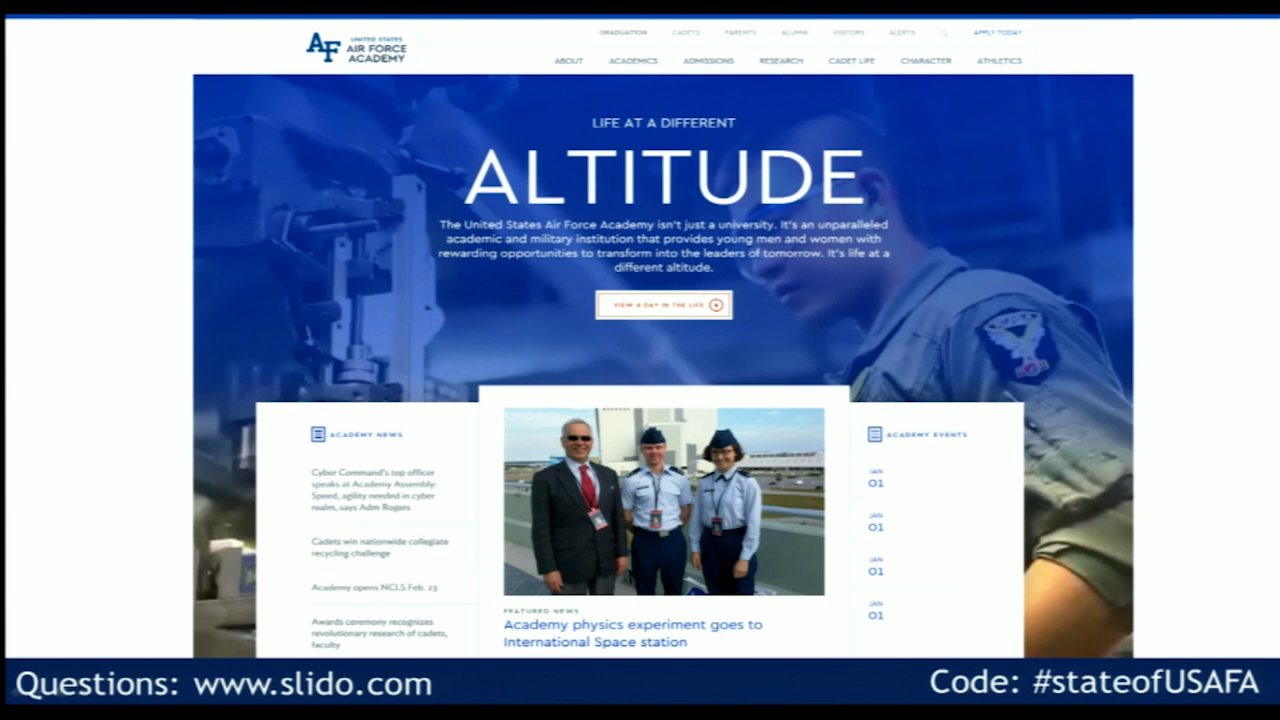 AF
UNITED STATES
AIR FORCE
ACADEMY
GRADUATION CADETS PARENTS ALUMNI VISITORS ALERTS APPLY TODAY
ABOUT ACADEMICS ADMISSIONS RESEARCH CADET LIFE CHARACTER ATHLETICS
LIFE AT A DIFFERENT
ALTITUDE
The United States Air Force Academy isn't just a university. It's an unparalleled
academic and military institution that provides young men and women with
rewarding opportunities to transform into the leaders of tomorrow. It's life at a
different altitude.
VIEW A DAY IN THE LIFE
ACADEMY NEWS
Cyber Command's top officer
speaks at Academy Assembly:
Speed, agility needed in cyber
realm, says Adm Rogers
Cadets win nationwide collegiate
recycling challenge
Academy opens NCLS Feb. 23
Awards ceremony recognizes
revolutionary research of cadets,
faculty
FEATURED NEWS
Academy physics experiment goes to
International Space station
ACADEMY EVENTS
JAN
01
JAN
01
JAN
01
JAN
01
Questions: www.slido.com
Code: #stateofUSAFA